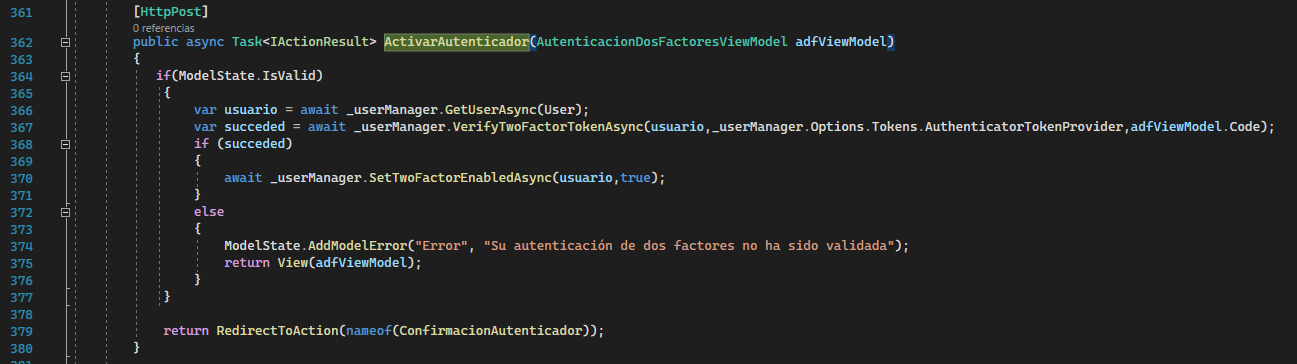 361 [HttpPost]
0 referencias
362 public async Task<IActionResult> ActivarAutenticador(AutenticacionDosFactoresViewModel adfViewModel)
363 {
364 if(ModelState.IsValid)
365 {
366 var usuario = await _userManager.GetUserAsync(User);
367 var succeded = await _userManager.VerifyTwoFactorTokenAsync(usuario,_userManager.Options.Tokens.AuthenticatorTokenProvider,adfViewModel.Code);
368 if (succeded)
369 {
370 await _userManager.SetTwoFactorEnabledAsync(usuario,true);
371 }
372 else
373 {
374 ModelState.AddModelError("Error", "Su autenticación de dos factores no ha sido validada");
375 return View(adfViewModel);
376 }
377 }
378
379 return RedirectToAction(nameof(ConfirmacionAutenticador));
380 }